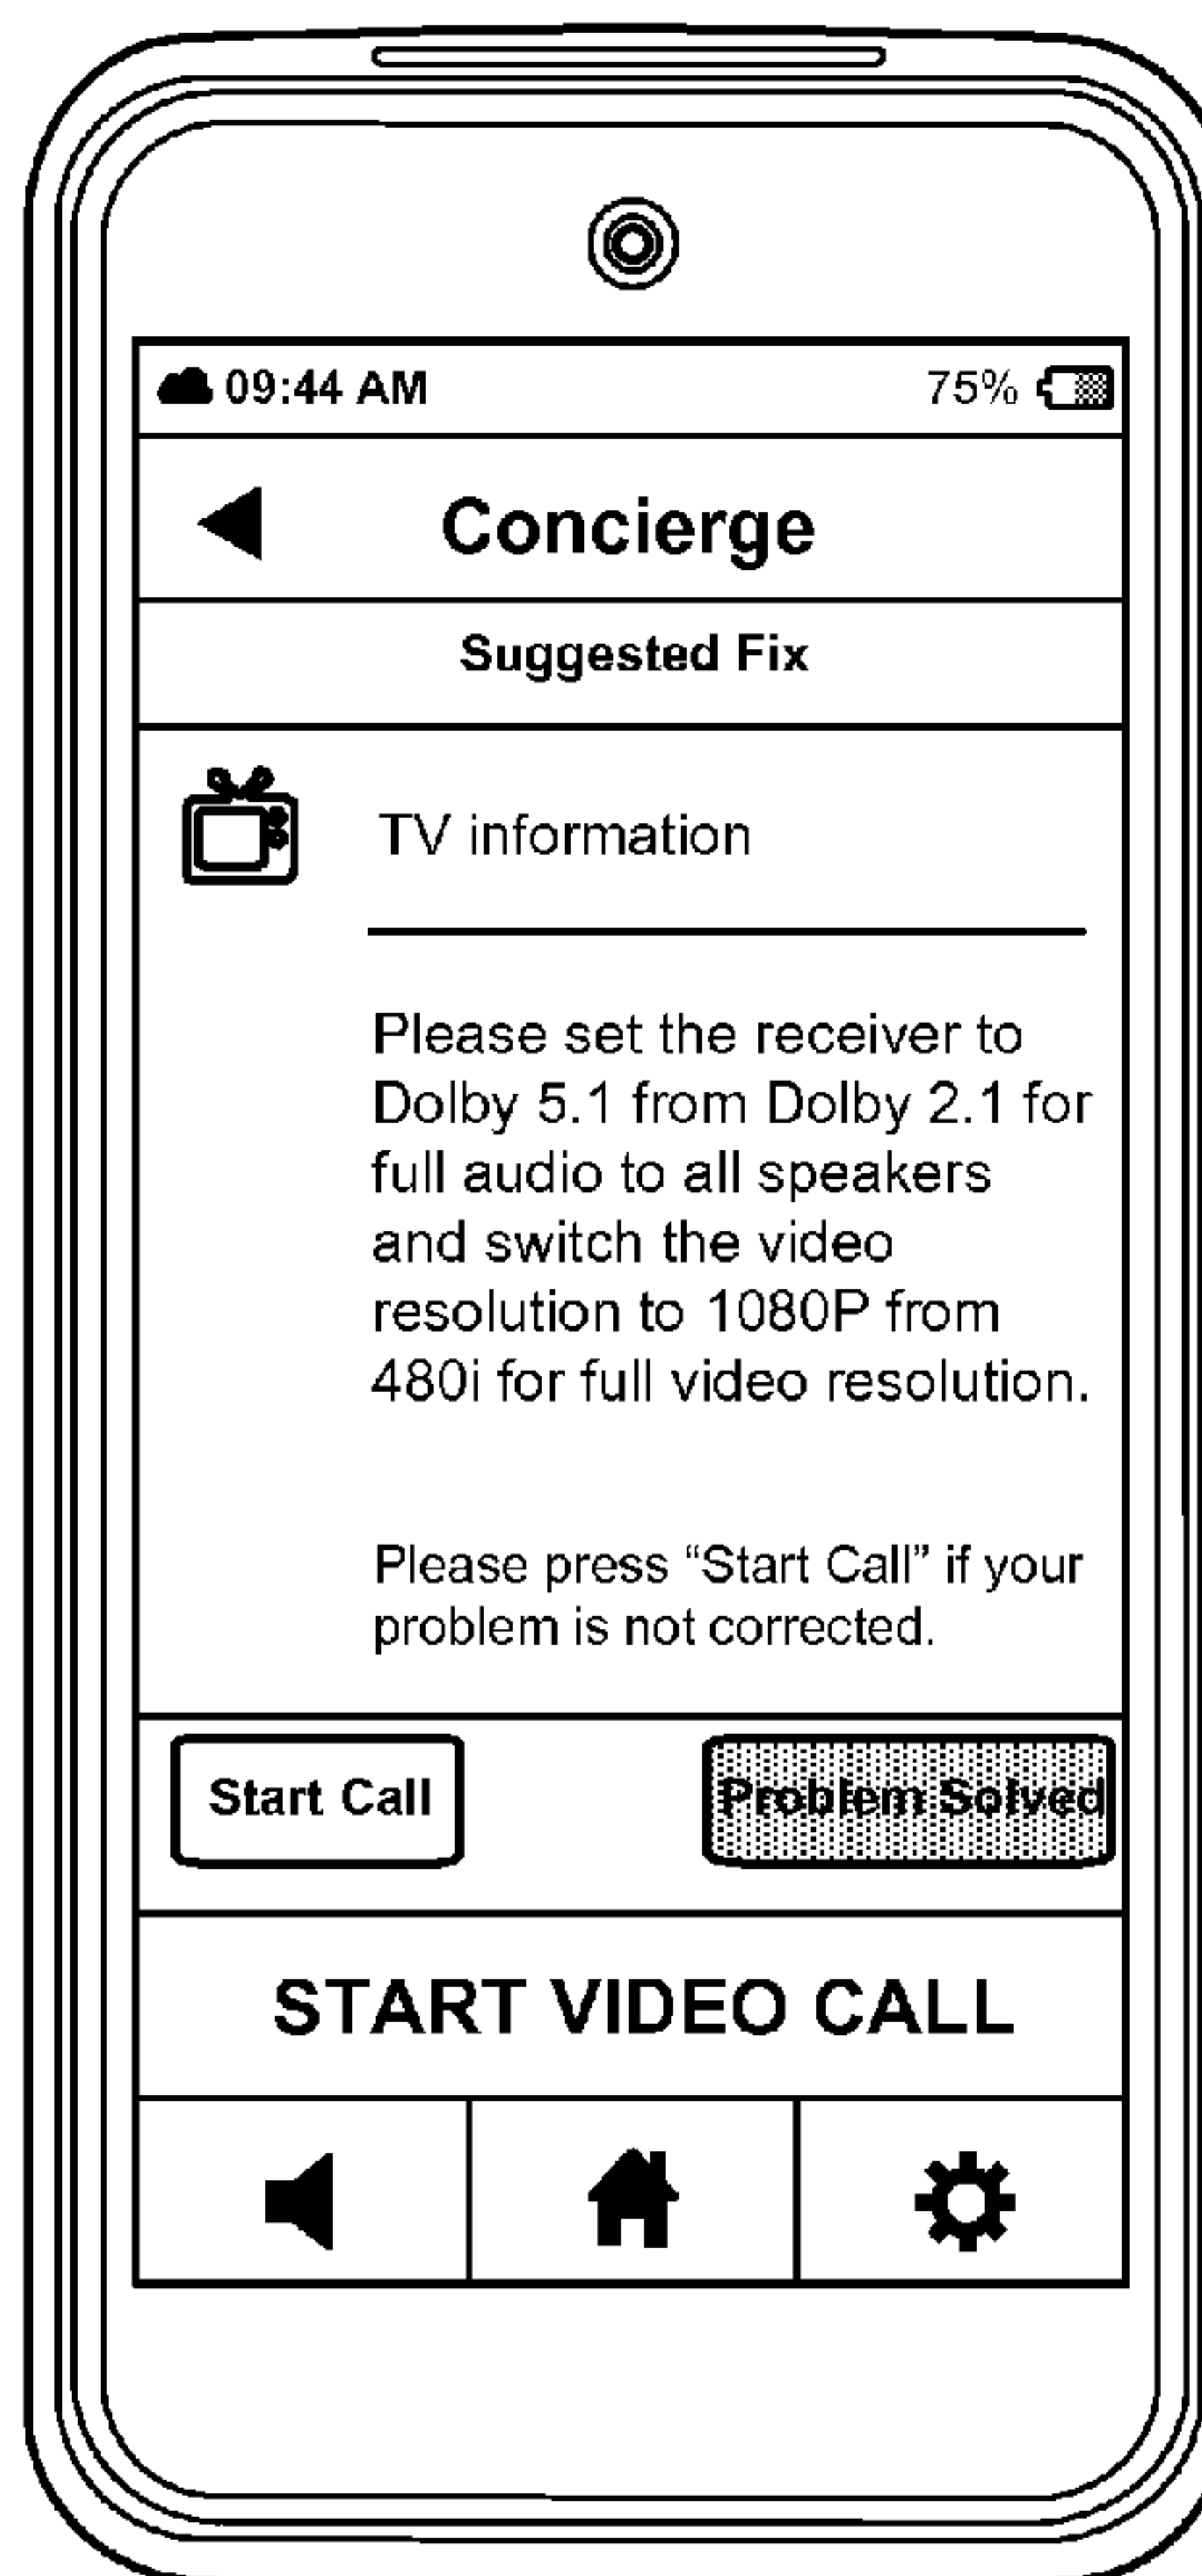 09:44 AM 75%
Concierge
Suggested Fix
TV information
Please set the receiver to
Dolby 5.1 from Dolby 2.1 for
full audio to all speakers
and switch the video
resolution to 1080P from
480i for full video resolution.
Please press “Start Call” if your
problem is not corrected.
Start Call Problem Solved
START VIDEO CALL